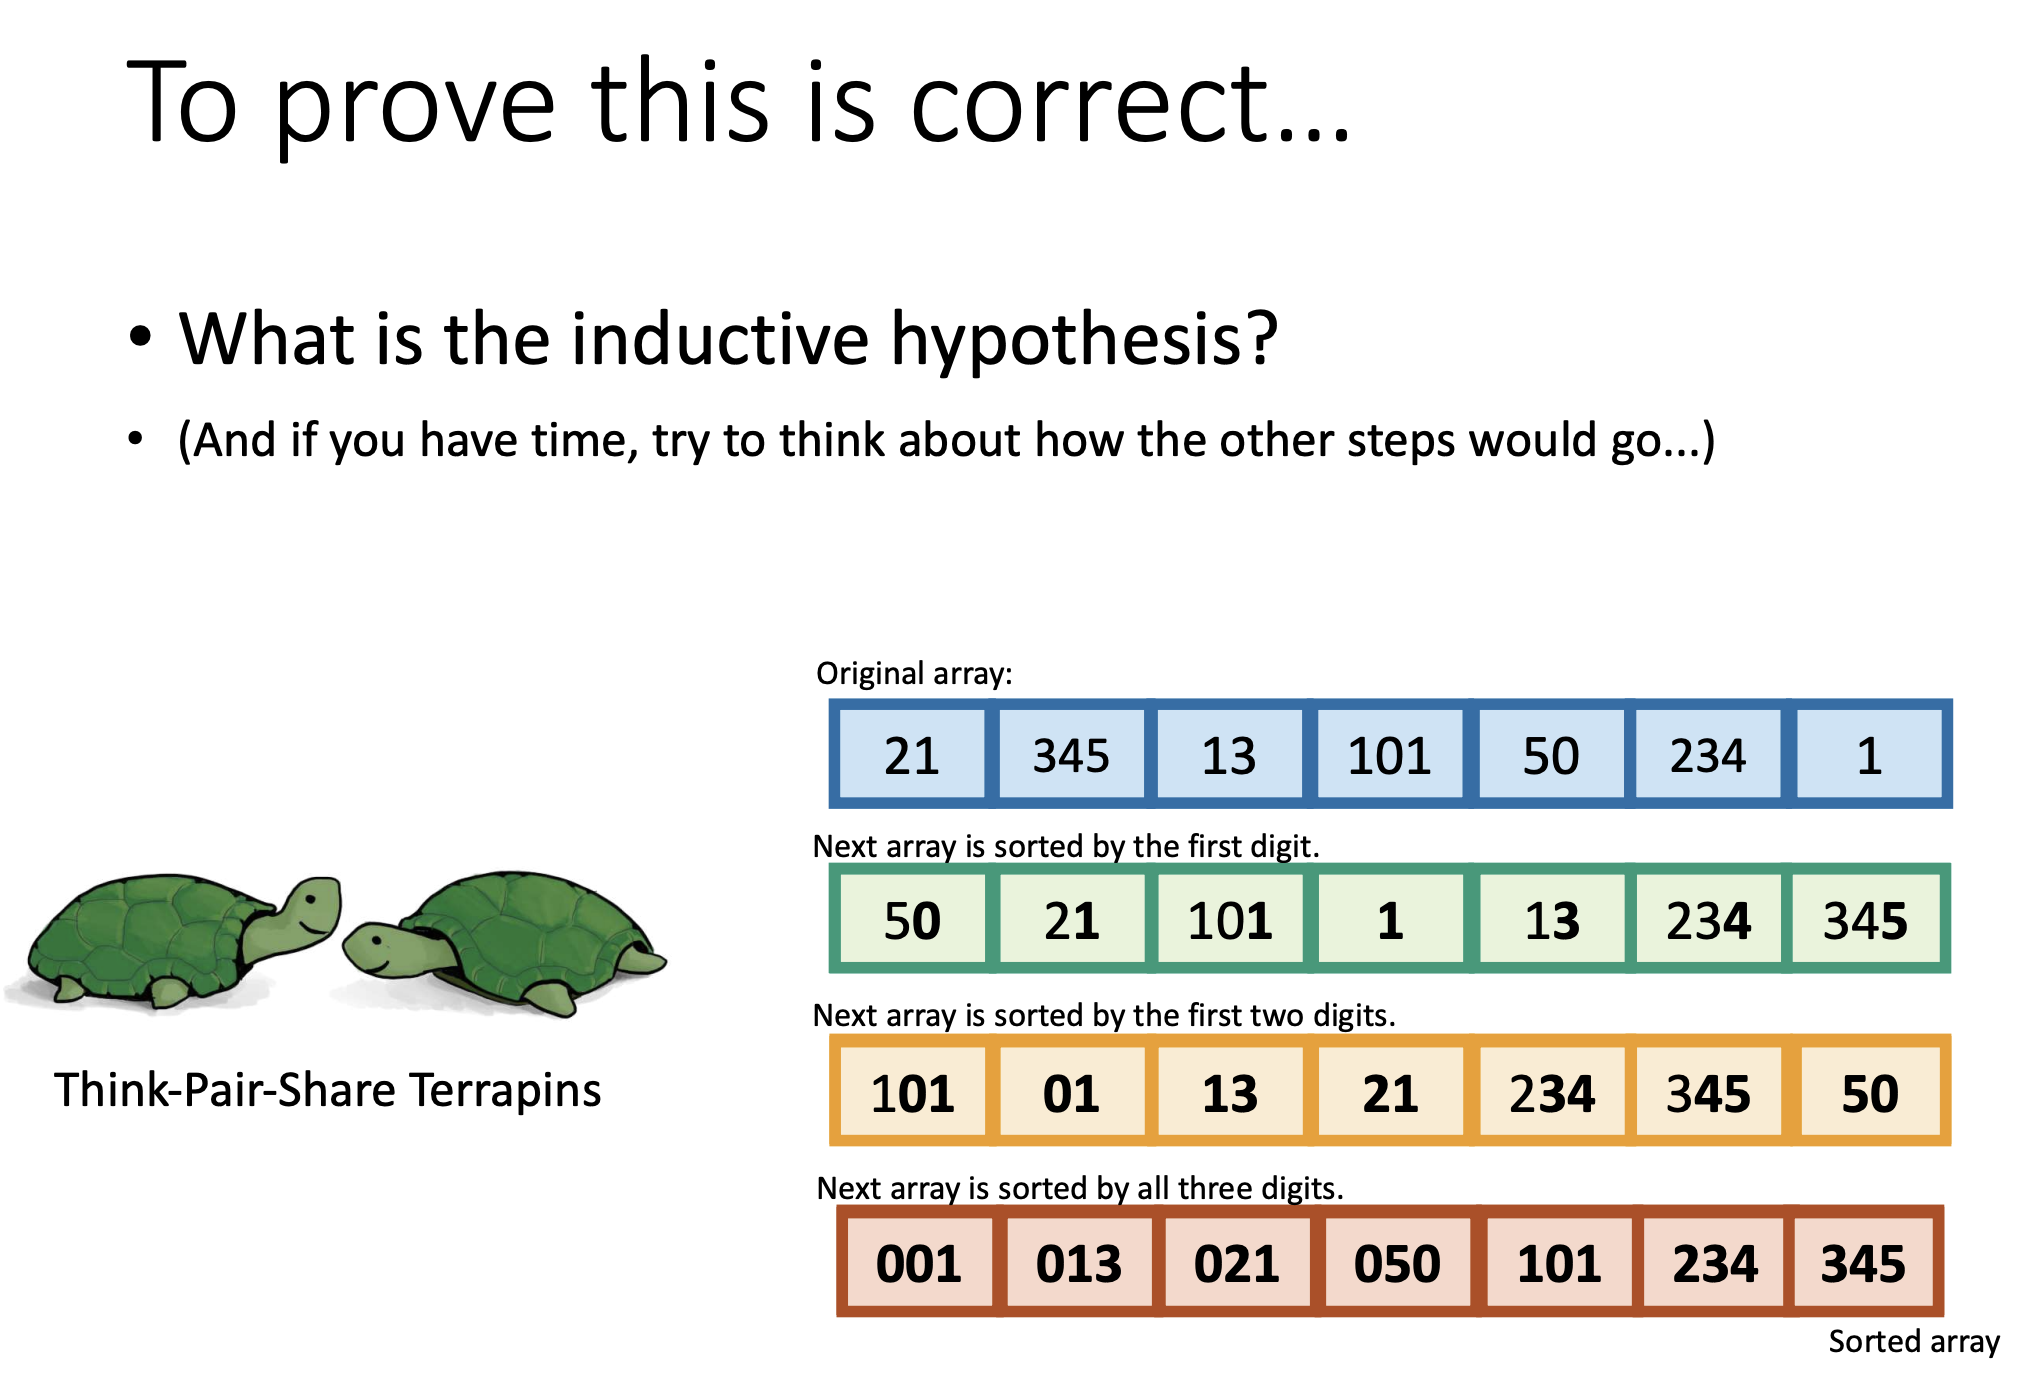 To prove this is correct...
• What is the inductive hypothesis?
• (And if you have time, try to think about how the other steps would go...)
Original array:
21 345 13 101 50 234 1
Next array is sorted by the first digit.
50 21 101 1 13 234 345
Next array is sorted by the first two digits.
101 01 13 21 234 345 50
Think-Pair-Share Terrapins
Next array is sorted by all three digits.
001 013 021 050 101 234 345
Sorted array